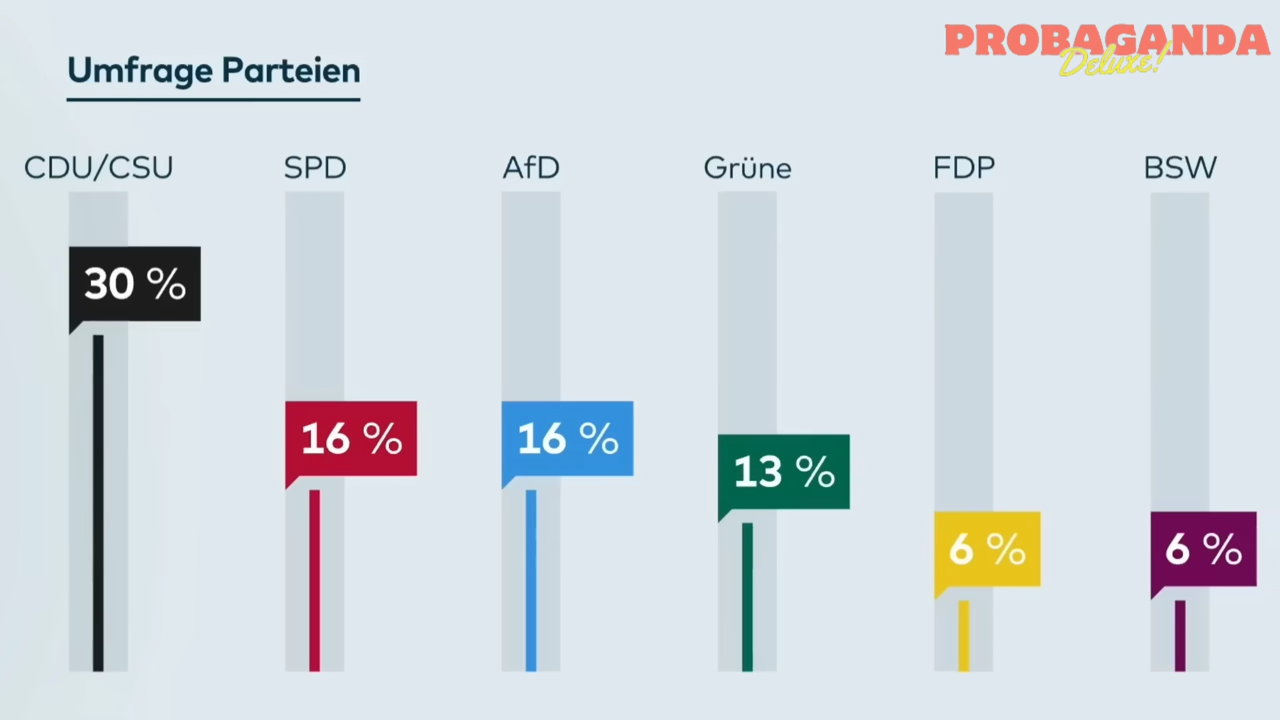 PROBAGANDA
Deluxe!
Umfrage Parteien
CDU/CSU SPD AfD Grüne FDP BSW
30 %
16 % 16 %
13 %
6 % 6 %